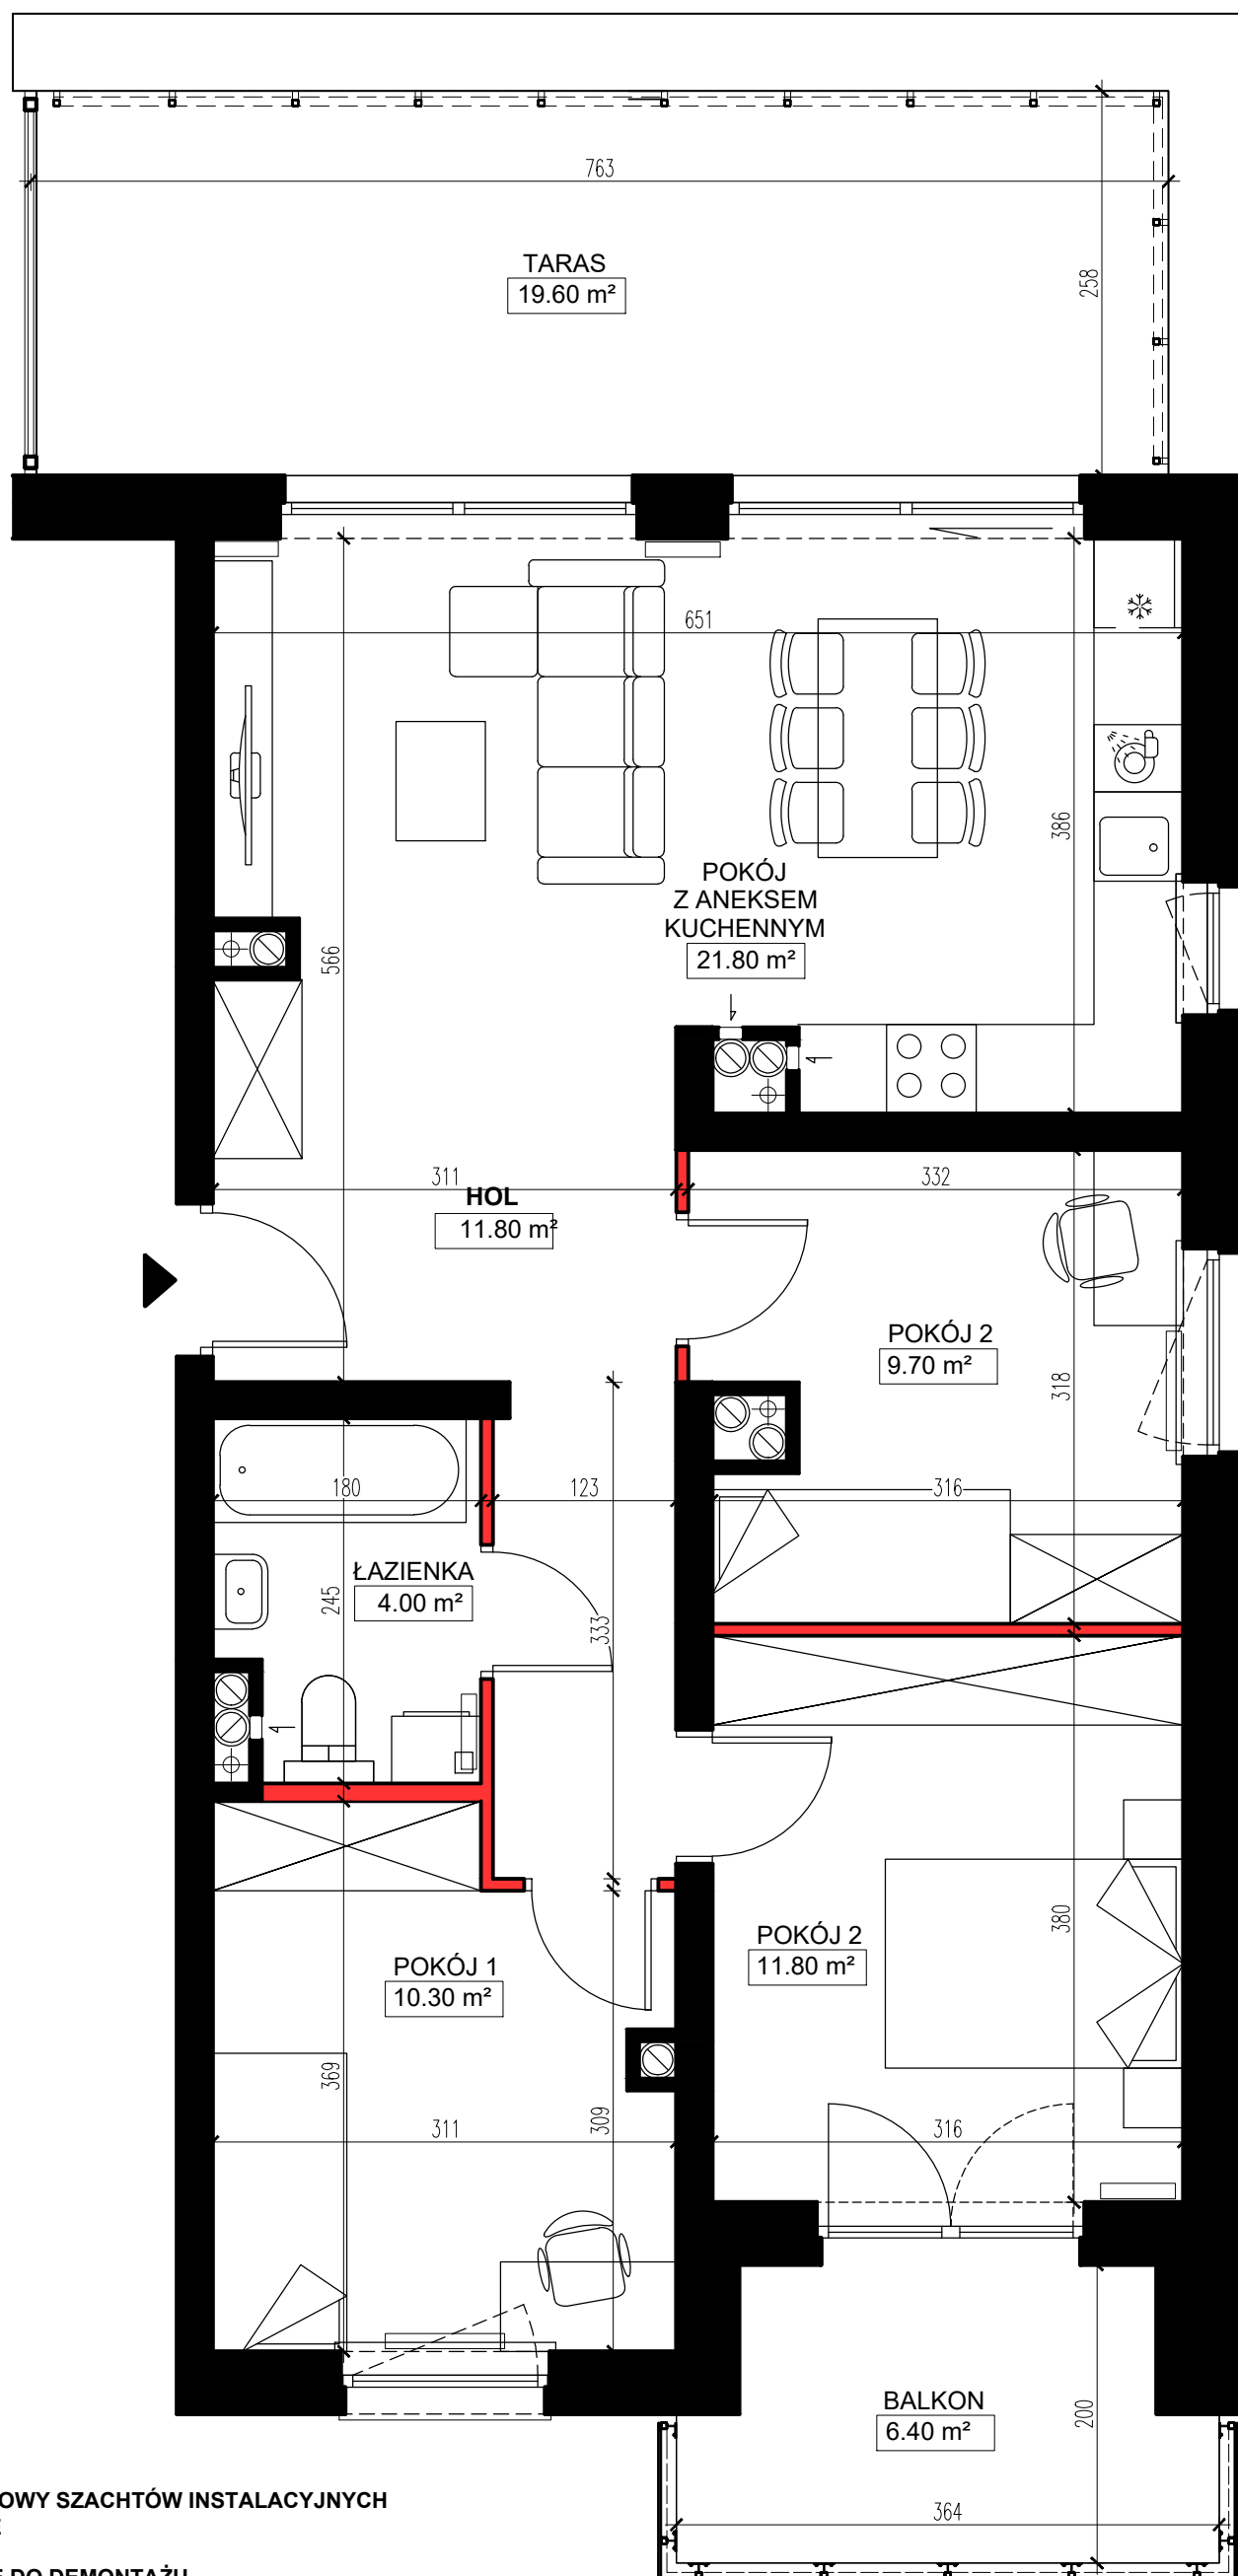 763
TARAS
19.60 m²
258
651
386
POKÓJ
Z ANEKSEM
KUCHENNYM
21.80 m²
566
311
332
HOL
11.80 m²
POKÓJ 2
9.70 m²
318
180
123
316
ŁAZIENKA
4.00 m²
245
333
POKÓJ 2
11.80 m²
380
POKÓJ 1
10.30 m²
369
309
311
316
BALKON
6.40 m²
200
364
OWY SZACHTÓW INSTALACYJNYCH
E DO DEMONTAŻU